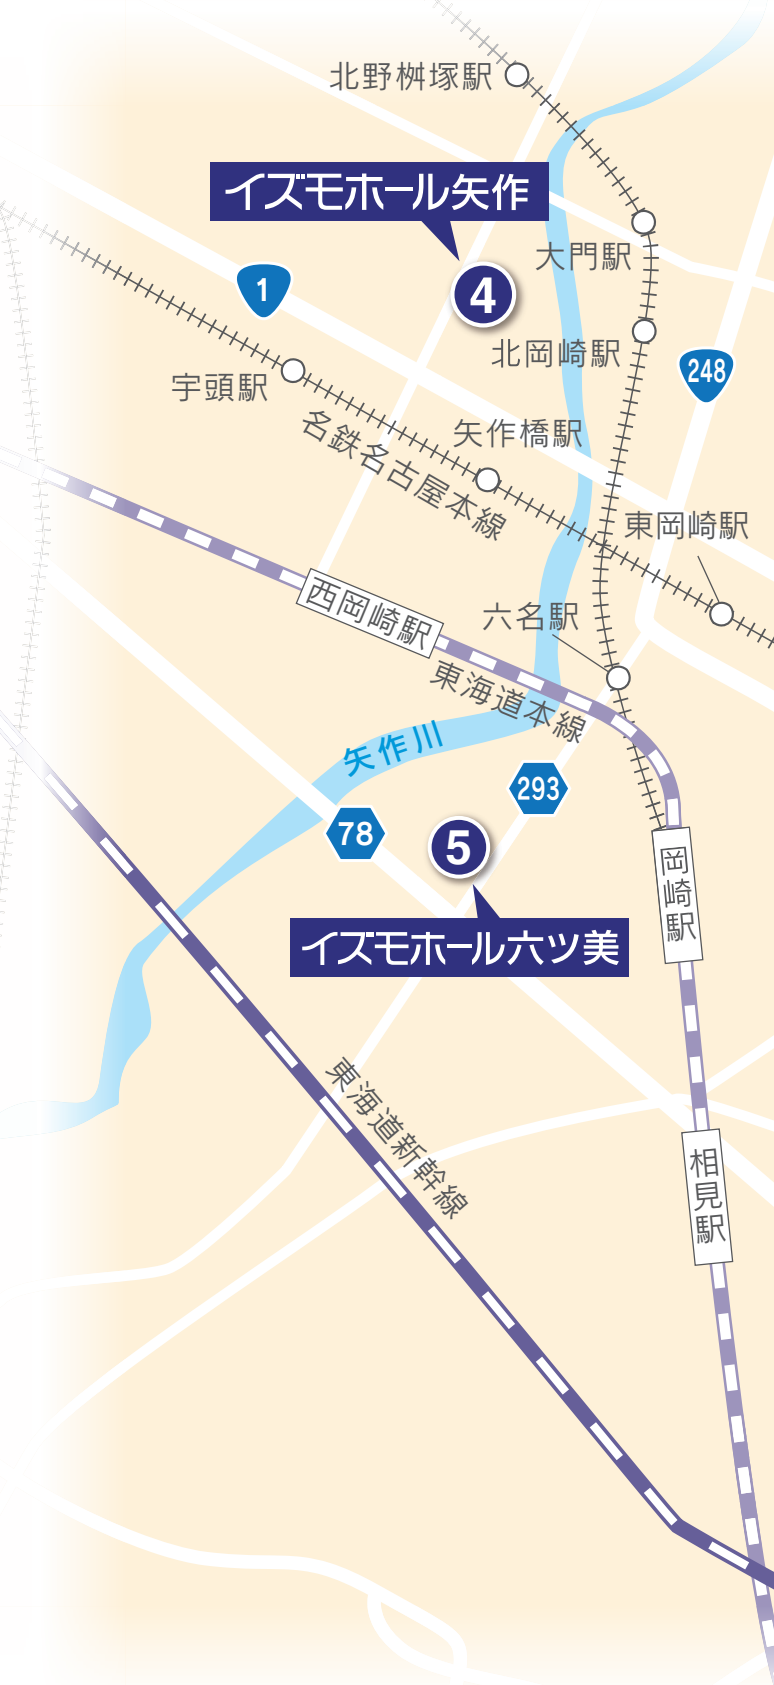 北野桝塚駅
イズモホール矢作
大門駅
1
4
北岡崎駅
248
宇頭駅
名鉄名古屋本線
矢作橋駅
東岡崎駅
西岡崎駅
六名駅
東海道本線
矢作川
293
78
5
岡崎駅
イズモホール六ツ美
東海道新幹線
相見駅